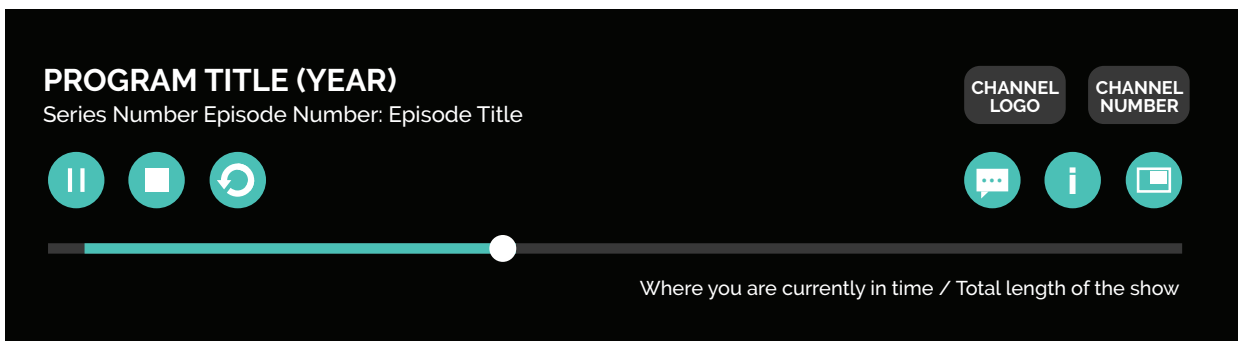 PROGRAM TITLE (YEAR)
Series Number Episode Number: Episode Title
CHANNEL
LOGO
CHANNEL
NUMBER
i
Where you are currently in time / Total length of the show